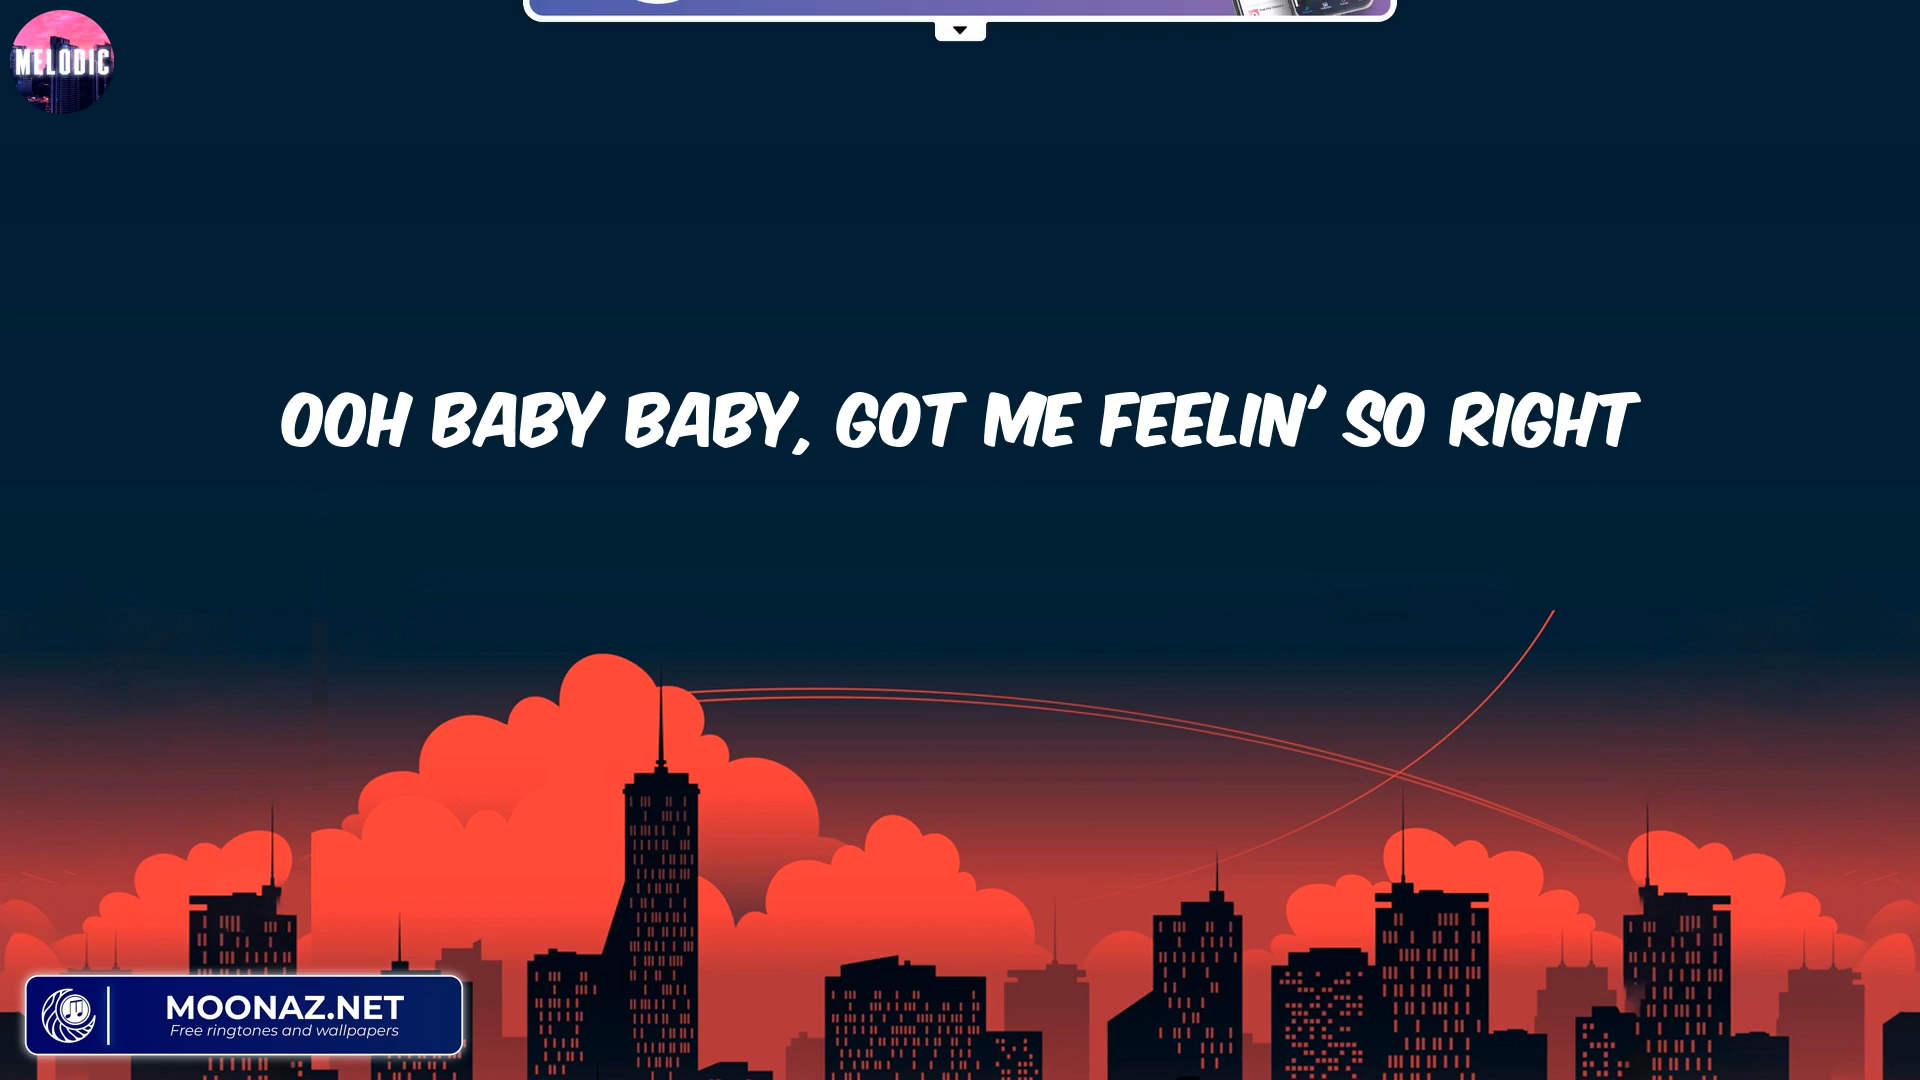 MELODIC
OOH BABY BABY, GOT ME FEELIN' SO RIGHT
MOONAZ.NET
Free ringtones and wallpapers